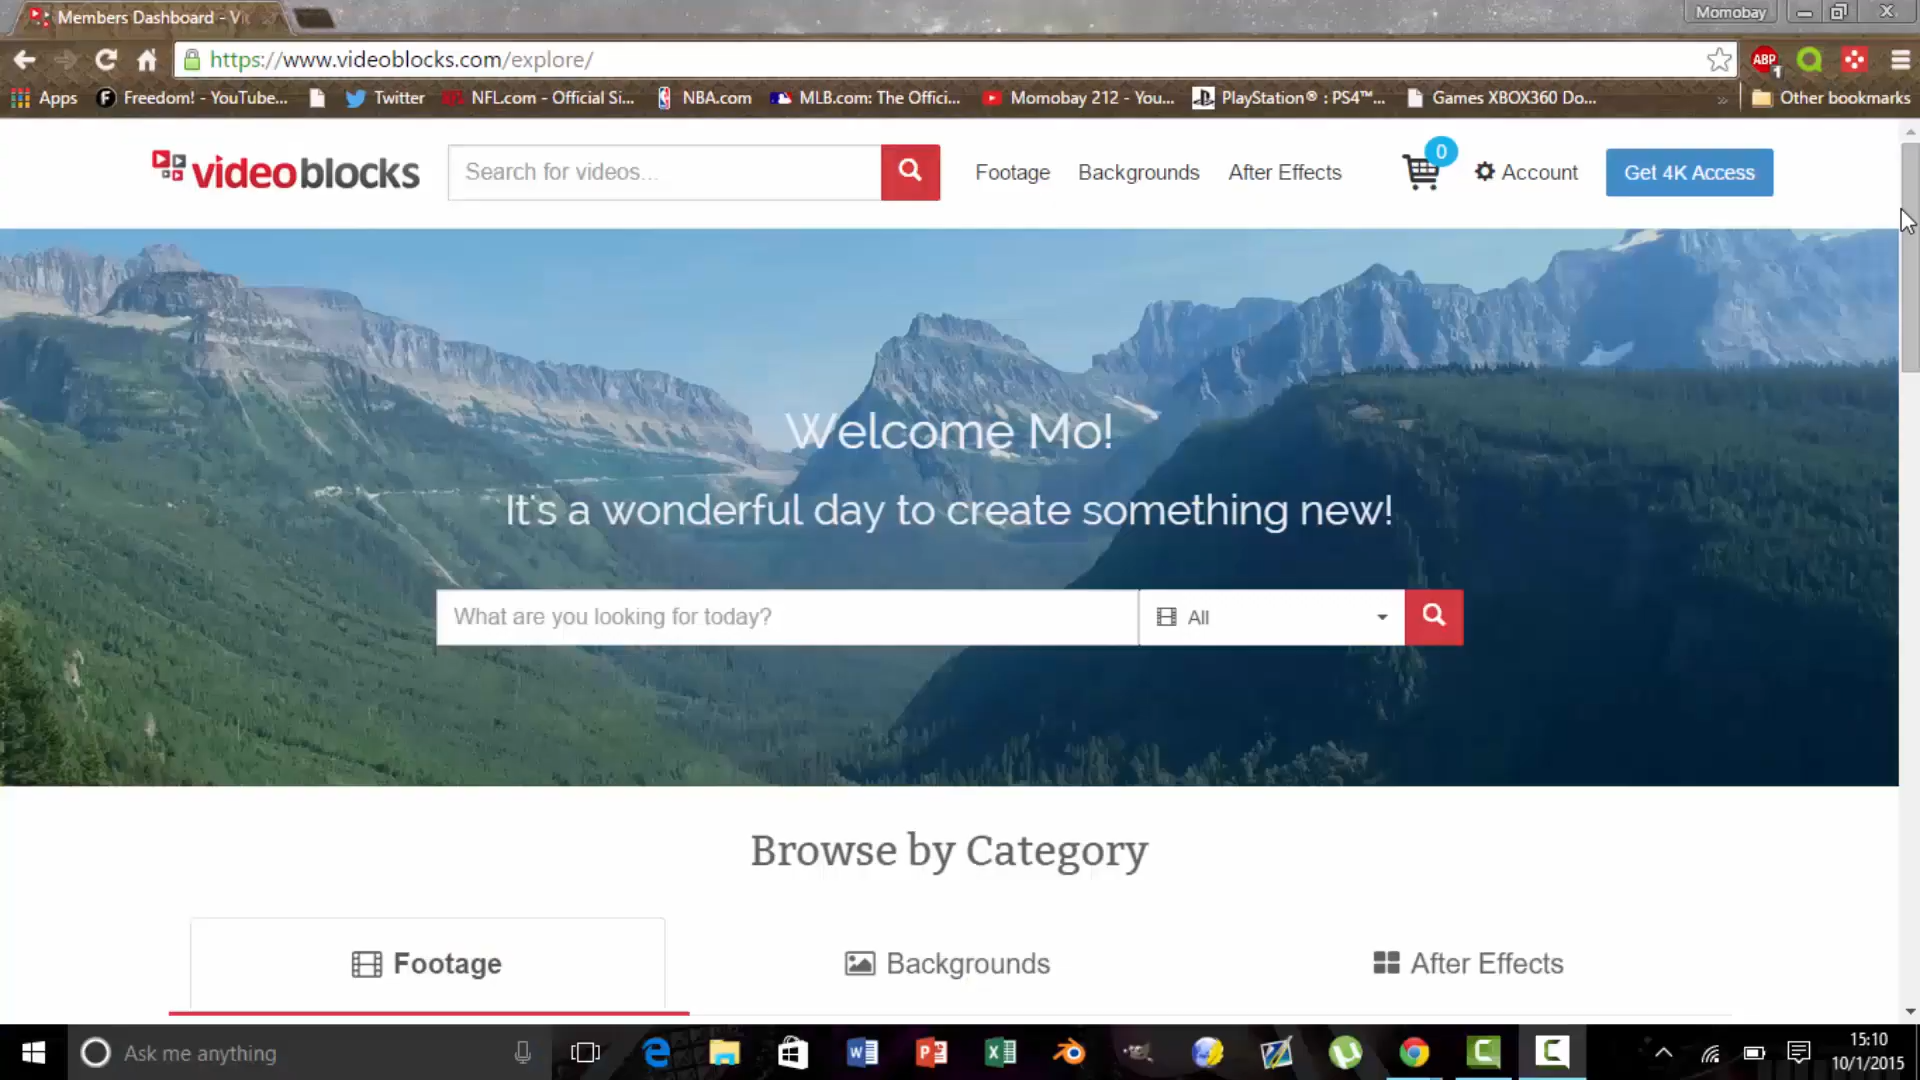 Members Dashboard - Vi
Momobay
https://www.videoblocks.com/explore/
ABP
1
Apps
Freedom! - YouTube...
Twitter
NFL.com - Official Si...
NBA.com
MLB.com: The Offici...
Momobay 212 - You...
PlayStation® : PS4™...
Games XBOX360 Do...
»
Other bookmarks
videoblocks
Search for videos...
Footage
Backgrounds
After Effects
0
Account
Get 4K Access
Welcome Mo!
It's a wonderful day to create something new!
What are you looking for today?
All
Browse by Category
Footage
Backgrounds
After Effects
Ask me anything
15:10
10/1/2015